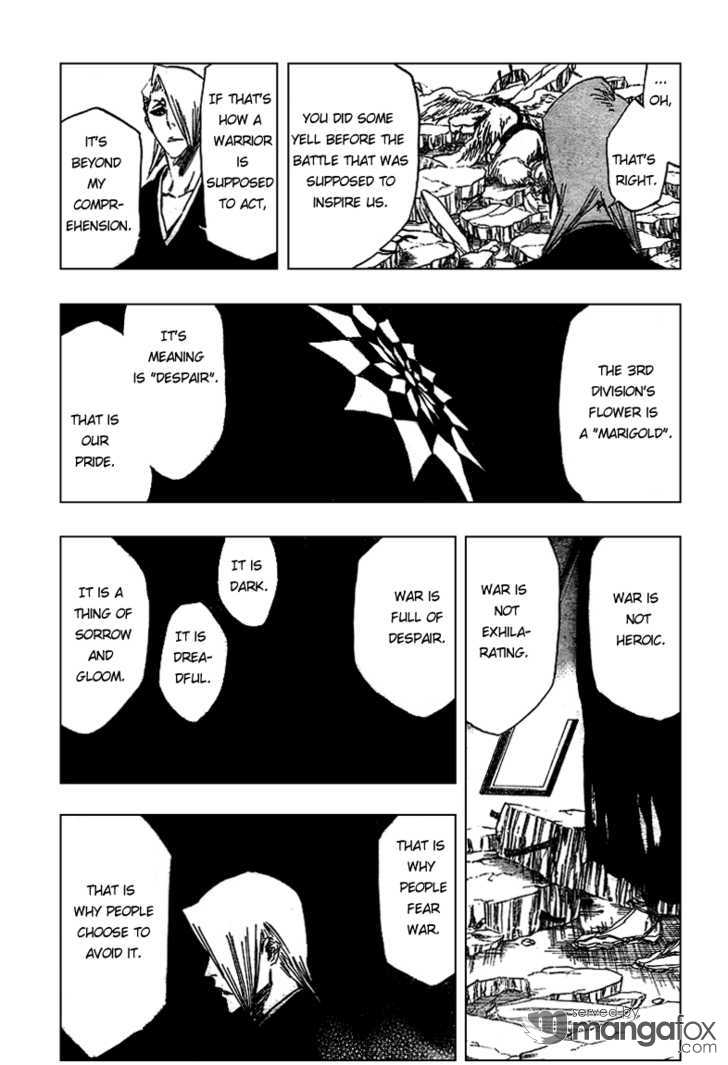 ...
OH,
THAT'S
RIGHT.
YOU DID SOME
YELL BEFORE THE
BATTLE THAT WAS
SUPPOSED TO
INSPIRE US.
IF THAT'S
HOW A
WARRIOR
IS
SUPPOSED
TO ACT,
IT'S
BEYOND
MY
COMPR-
EHENSION.
THE 3RD
DIVISION'S
FLOWER IS
A "MARIGOLD".
IT'S
MEANING
IS "DESPAIR".
THAT IS
OUR
PRIDE.
WAR IS
NOT
HEROIC.
WAR IS
NOT
EXHILA-
RATING.
WAR IS
FULL OF
DESPAIR.
IT IS
DARK.
IT IS
DREA-
DFUL.
IT IS A
THING OF
SORROW
AND
GLOOM.
THAT IS
WHY
PEOPLE
FEAR
WAR.
THAT IS
WHY PEOPLE
CHOOSE TO
AVOID IT.
served by
mangafox
.com